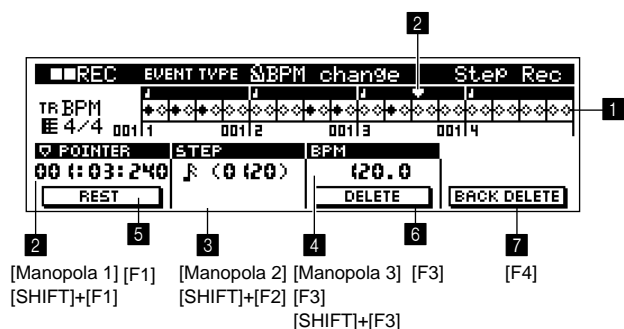 2
REC EVENT TYPE BPM change Step Rec
TR BPM
4/4 001|1 001|2 001|3 001|4
1
POINTER STEP BPM
001:03:240 (0120) 120.0
REST DELETE BACK DELETE
2 5 3 4 6 7
[Manopola 1] [F1] [Manopola 2] [Manopola 3] [F3] [F4]
[SHIFT]+[F1] [SHIFT]+[F2] [F3]
[SHIFT]+[F3]